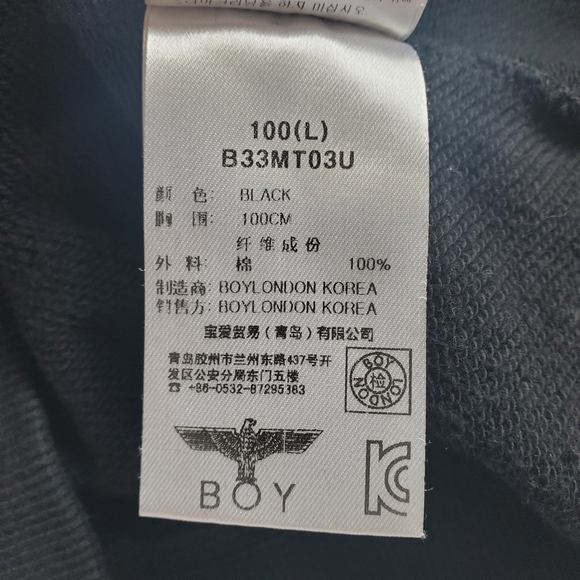 100(L)
B33MT03U
颜 色: BLACK
胸 围: 100CM
纤维成份
外 料: 棉 100%
制造商: BOYLONDON KOREA
销售方: BOYLONDON KOREA
宝爱贸易(青岛)有限公司
青岛胶州市兰州东路437号开
发区公安分局东门五楼
☎ +86-0532-87295383
BOY
检
LONDON
BOY
KC